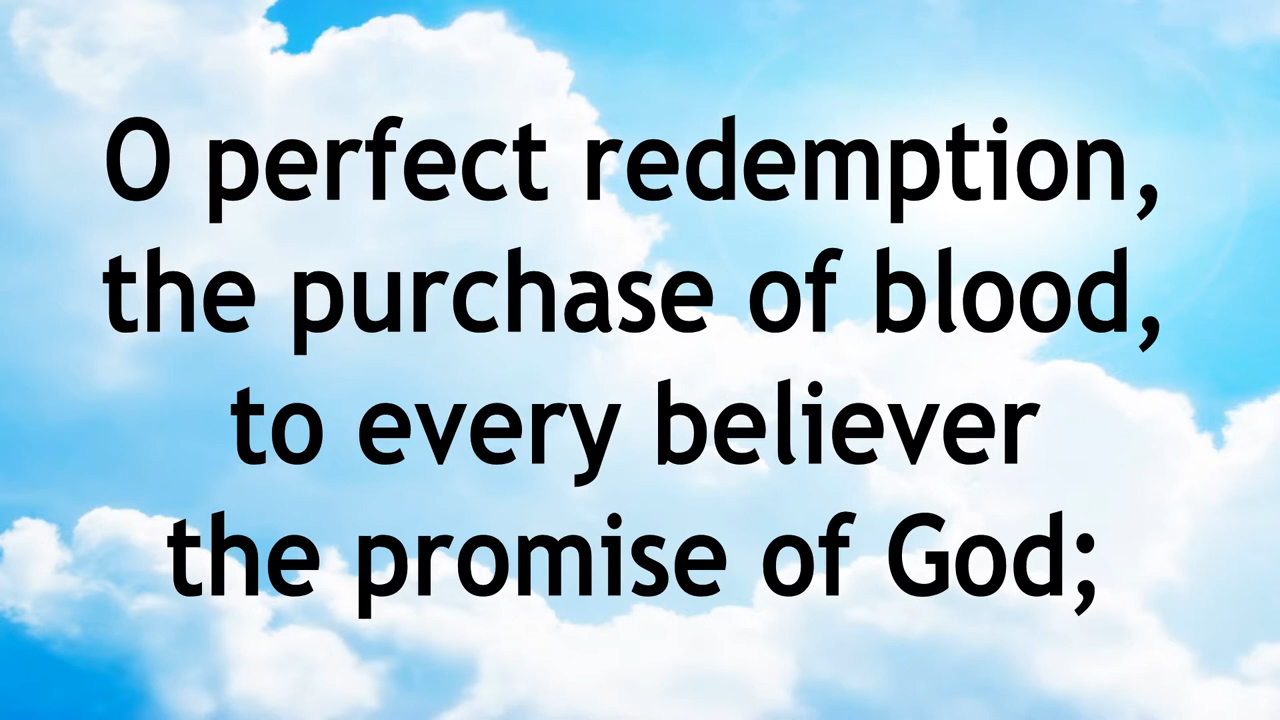 O perfect redemption,
the purchase of blood,
to every believer
the promise of God;